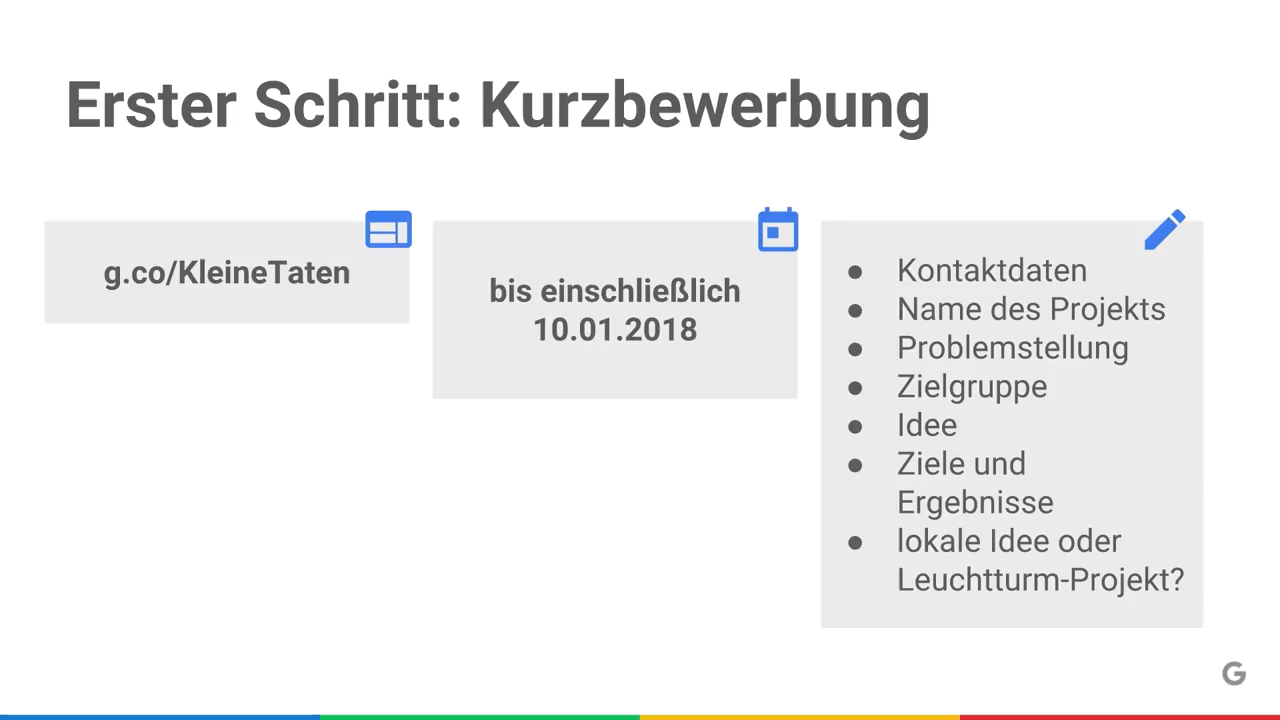 Erster Schritt: Kurzbewerbung
g.co/KleineTaten
bis einschließlich
10.01.2018
● Kontaktdaten
● Name des Projekts
● Problemstellung
● Zielgruppe
● Idee
● Ziele und
Ergebnisse
● lokale Idee oder
Leuchtturm-Projekt?
G